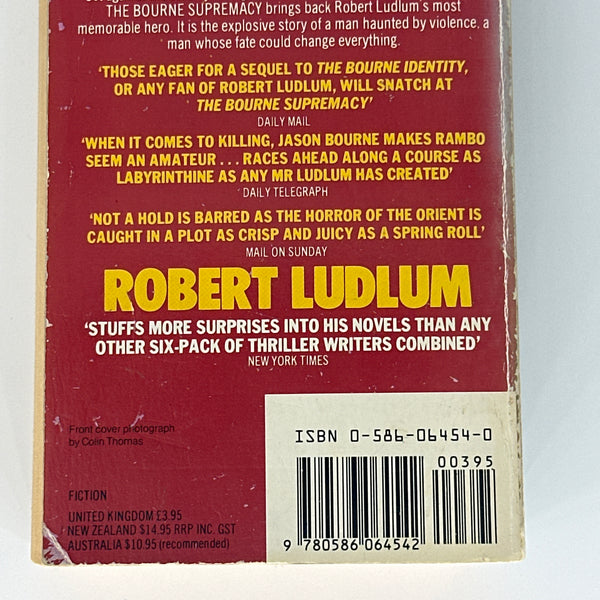 THE BOURNE SUPREMACY brings back Robert Ludlum's most
memorable hero. It is the explosive story of a man haunted by violence, a
man whose fate could change everything.
'THOSE EAGER FOR A SEQUEL TO THE BOURNE IDENTITY,
OR ANY FAN OF ROBERT LUDLUM, WILL SNATCH AT
THE BOURNE SUPREMACY'
DAILY MAIL
'WHEN IT COMES TO KILLING, JASON BOURNE MAKES RAMBO
SEEM AN AMATEUR . . . RACES AHEAD ALONG A COURSE AS
LABYRINTHINE AS ANY MR LUDLUM HAS CREATED'
DAILY TELEGRAPH
'NOT A HOLD IS BARRED AS THE HORROR OF THE ORIENT IS
CAUGHT IN A PLOT AS CRISP AND JUICY AS A SPRING ROLL'
MAIL ON SUNDAY
ROBERT LUDLUM
'STUFFS MORE SURPRISES INTO HIS NOVELS THAN ANY
OTHER SIX-PACK OF THRILLER WRITERS COMBINED'
NEW YORK TIMES
Front cover photograph
by Colin Thomas
ISBN 0-586-06454-0
00395
FICTION
UNITED KINGDOM £3.95
NEW ZEALAND $14.95 RRP INC. GST
AUSTRALIA $10.95 (recommended)
9 780586 064542